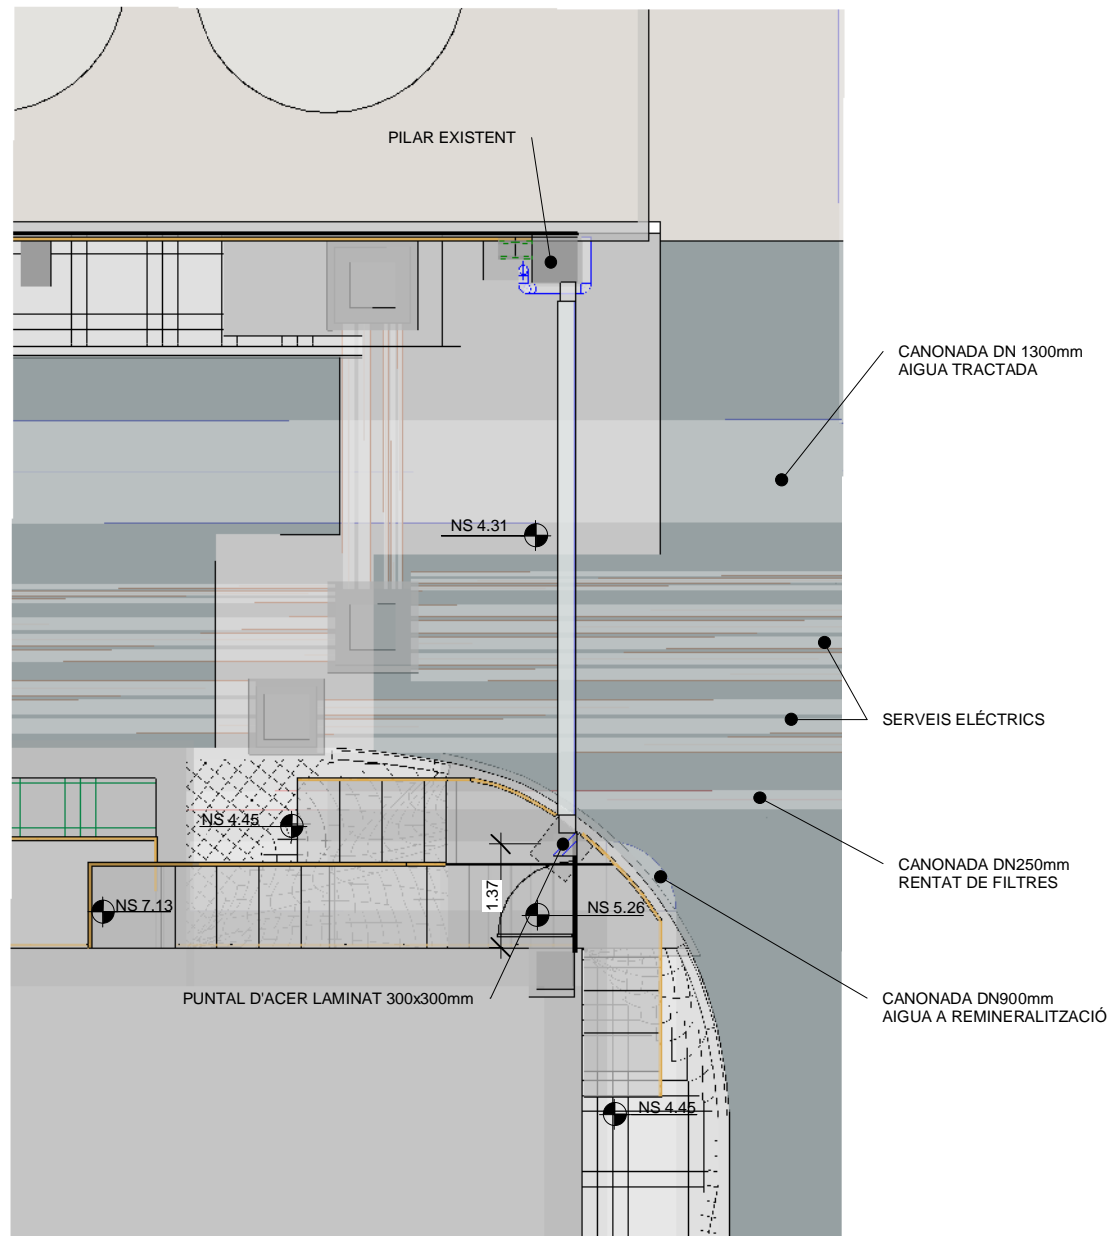 PILAR EXISTENT
CANONADA DN 1300mm
AIGUA TRACTADA
NS 4.31
SERVEIS ELÉCTRICS
NS 4.45
CANONADA DN250mm
RENTAT DE FILTRES
1.37
NS 7.13
NS 5.26
PUNTAL D'ACER LAMINAT 300x300mm
CANONADA DN900mm
AIGUA A REMINERALITZACIÓ
NS 4.45